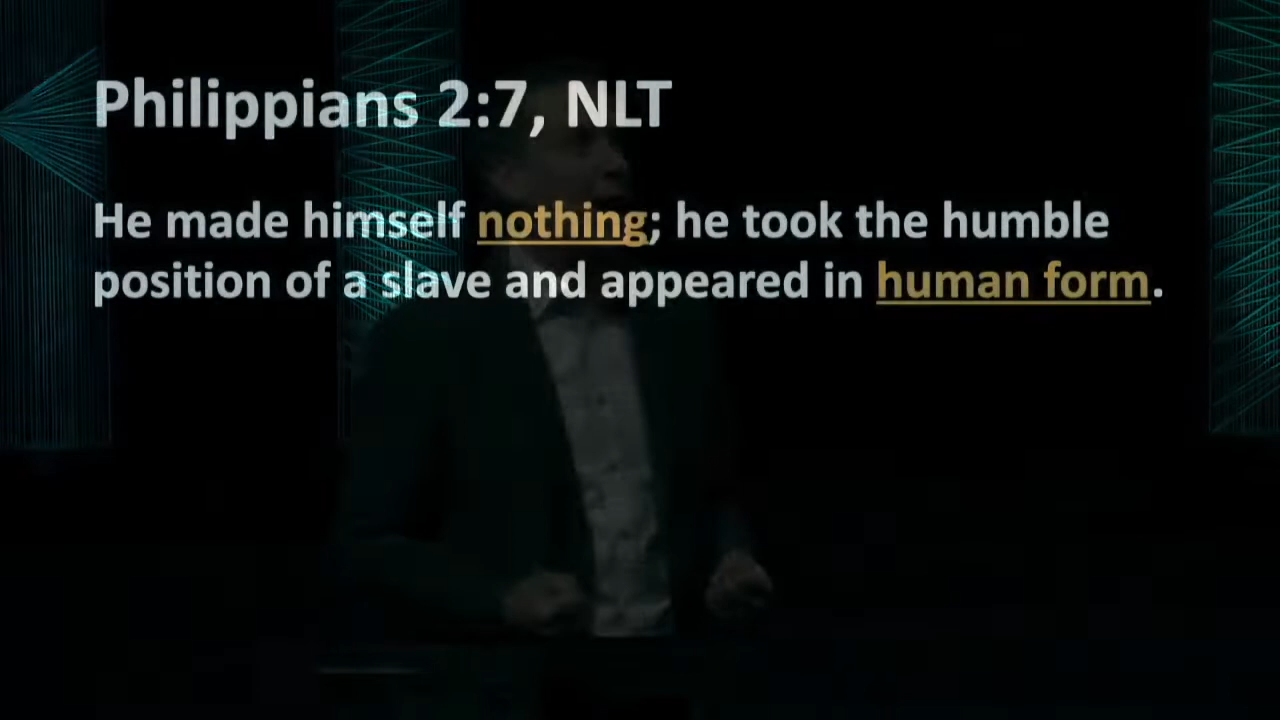 Philippians 2:7, NLT
He made himself nothing; he took the humble
position of a slave and appeared in human form.